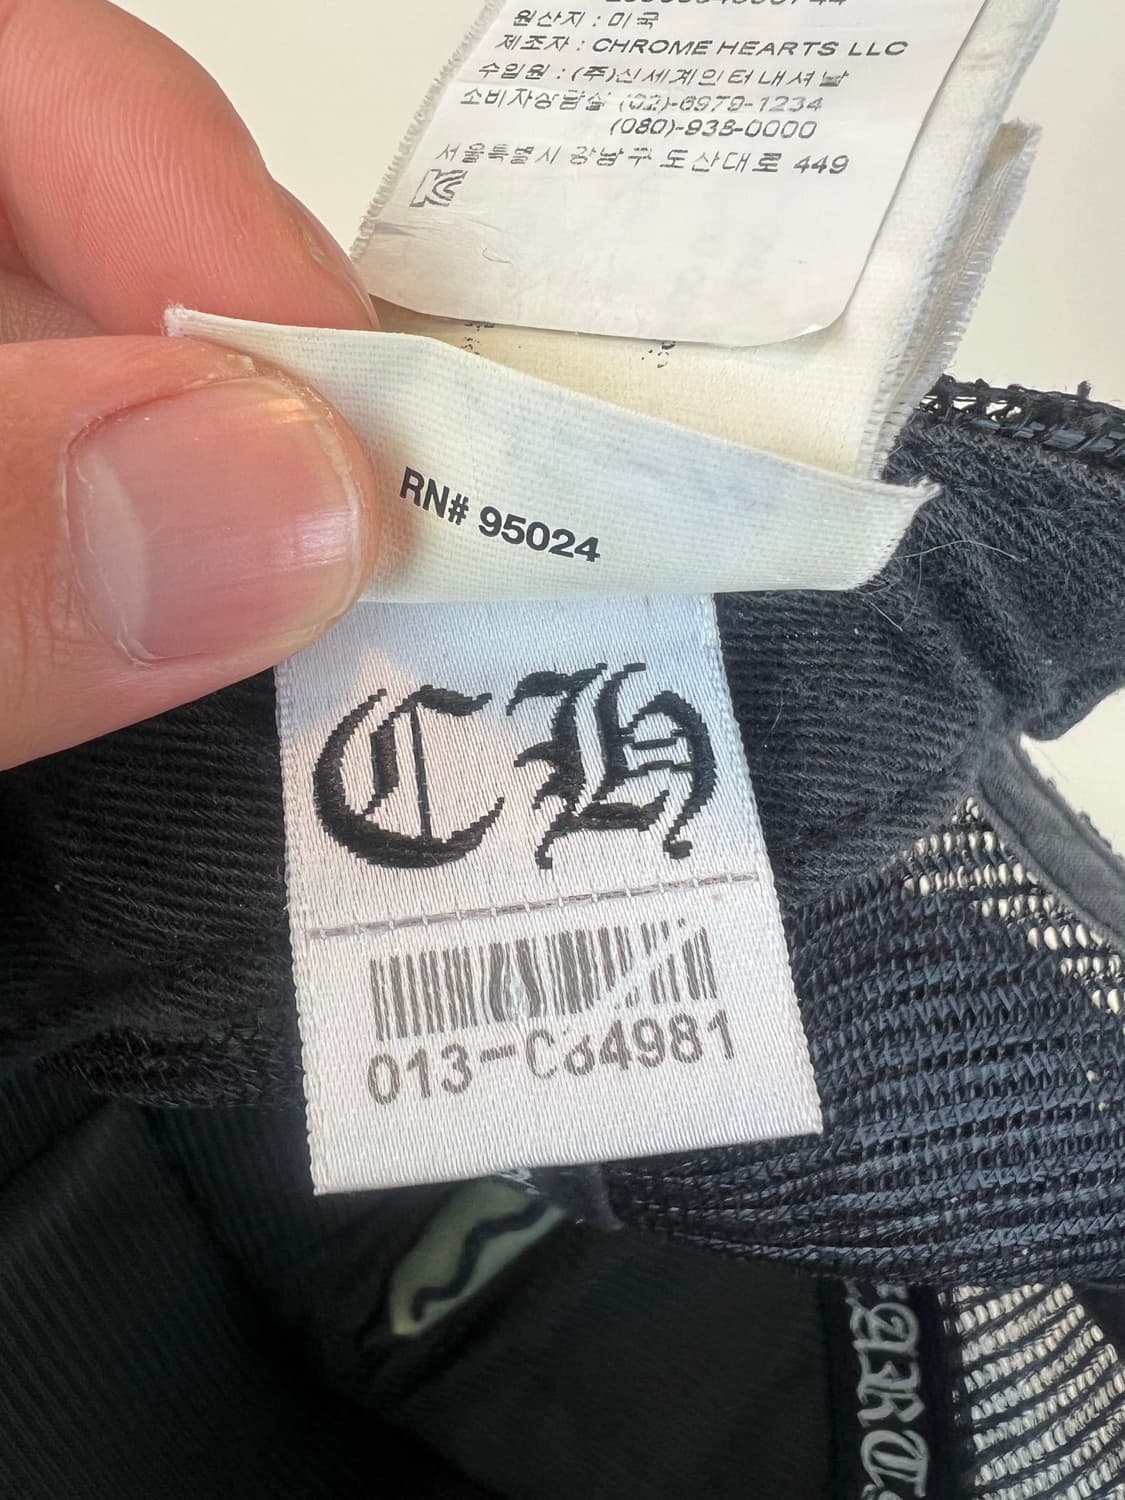 원산지 : 미국
제조자 : CHROME HEARTS LLC
수입원 : (주)신세계인터내셔날
소비자상담실 (02)-6979-1234
(080)-938-0000
서울특별시 강남구 도산대로 449
RN# 95024
CH
013-C64981